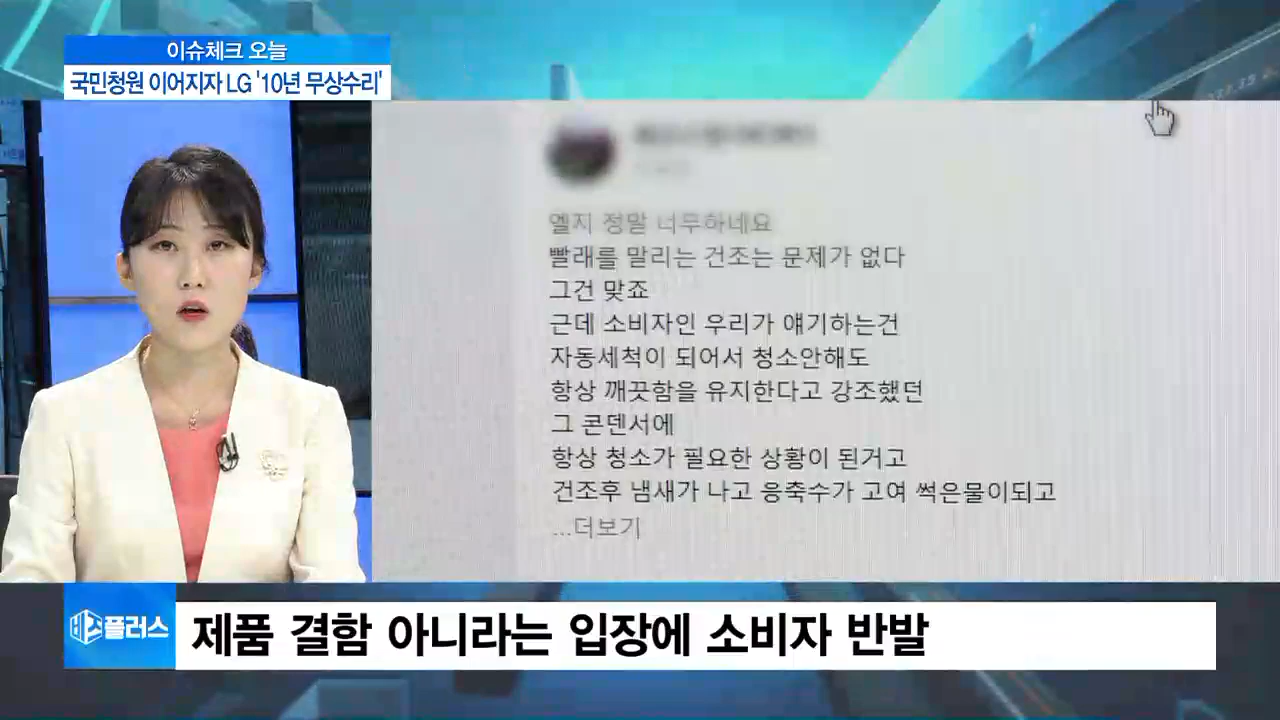 이슈체크 오늘
국민청원 이어지자 LG '10년 무상수리'
엘지 정말 너무하네요
빨래를 말리는 건조는 문제가 없다
그건 맞죠
근데 소비자인 우리가 얘기하는건
자동세척이 되어서 청소안해도
항상 깨끗함을 유지한다고 강조했던
그 콘덴서에
항상 청소가 필요한 상황이 된거고
건조후 냄새가 나고 응축수가 고여 썩은물이되고
...더보기
비즈플러스
제품 결함 아니라는 입장에 소비자 반발